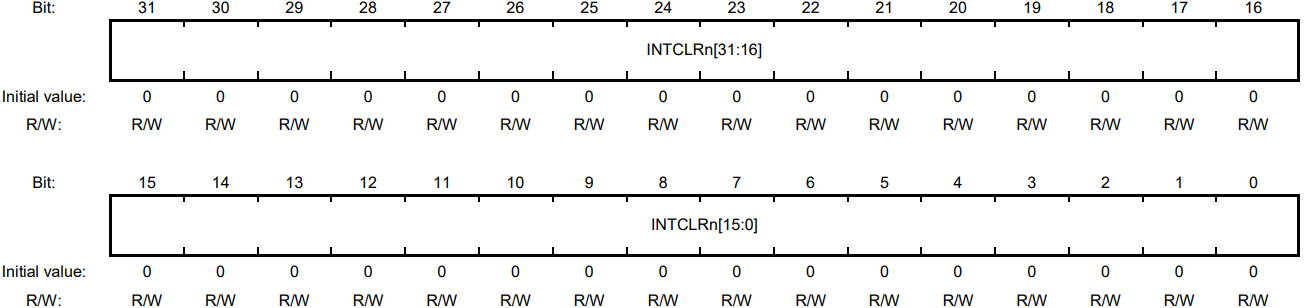 Bit: 31 30 29 28 27 26 25 24 23 22 21 20 19 18 17 16
INTCLRn[31:16]
Initial value: 0 0 0 0 0 0 0 0 0 0 0 0 0 0 0 0
R/W: R/W R/W R/W R/W R/W R/W R/W R/W R/W R/W R/W R/W R/W R/W R/W R/W
Bit: 15 14 13 12 11 10 9 8 7 6 5 4 3 2 1 0
INTCLRn[15:0]
Initial value: 0 0 0 0 0 0 0 0 0 0 0 0 0 0 0 0
R/W: R/W R/W R/W R/W R/W R/W R/W R/W R/W R/W R/W R/W R/W R/W R/W R/W